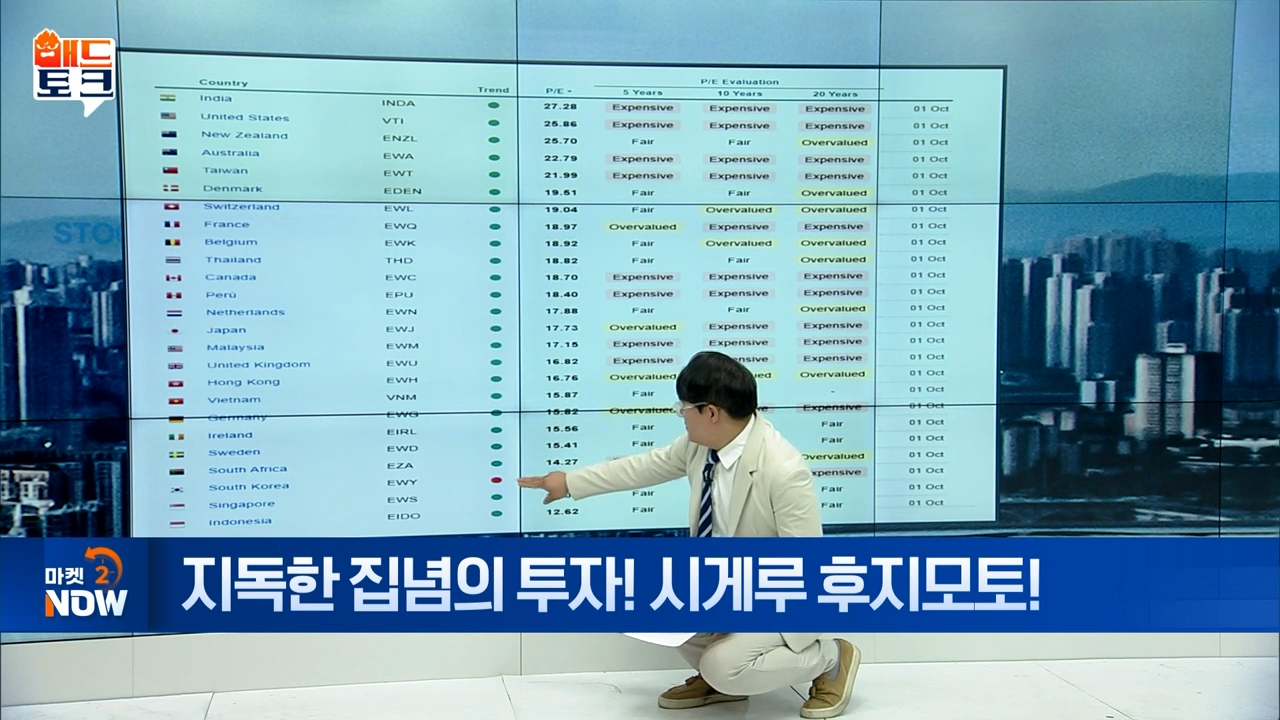 매드
토크
STO
Country Trend P/E P/E Evaluation
5 Years 10 Years 20 Years
India INDA 27.28 Expensive Expensive Expensive 01 Oct
United States VTI 25.86 Expensive Expensive Expensive 01 Oct
New Zealand ENZL 25.70 Fair Fair Overvalued 01 Oct
Australia EWA 22.79 Expensive Expensive Expensive 01 Oct
Taiwan EWT 21.99 Expensive Expensive Expensive 01 Oct
Denmark EDEN 19.51 Fair Fair Overvalued 01 Oct
Switzerland EWL 19.04 Fair Overvalued Overvalued 01 Oct
France EWQ 18.97 Overvalued Expensive Expensive 01 Oct
Belgium EWK 18.92 Fair Overvalued Overvalued 01 Oct
Thailand THD 18.82 Fair Fair Overvalued 01 Oct
Canada EWC 18.70 Expensive Expensive Expensive 01 Oct
Perú EPU 18.40 Expensive Expensive Expensive 01 Oct
Netherlands EWN 17.88 Fair Fair Overvalued 01 Oct
Japan EWJ 17.73 Overvalued Expensive Expensive 01 Oct
Malaysia EWM 17.15 Expensive Expensive Expensive 01 Oct
United Kingdom EWU 16.82 Expensive Expensive 01 Oct
Hong Kong EWH 16.76 Overvalued Overvalued 01 Oct
Vietnam VNM 15.87 Fair - 01 Oct
Germany EWG 15.82 Overvalued Expensive 01 Oct
Ireland EIRL 15.56 Fair Fair 01 Oct
Sweden EWD 15.41 Fair Fair 01 Oct
South Africa EZA 14.27 Overvalued 01 Oct
South Korea EWY Expensive 01 Oct
Singapore EWS Fair Fair 01 Oct
Indonesia EIDO 12.62 Fair Fair 01 Oct
마켓 2
NOW
지독한 집념의 투자! 시게루 후지모토!